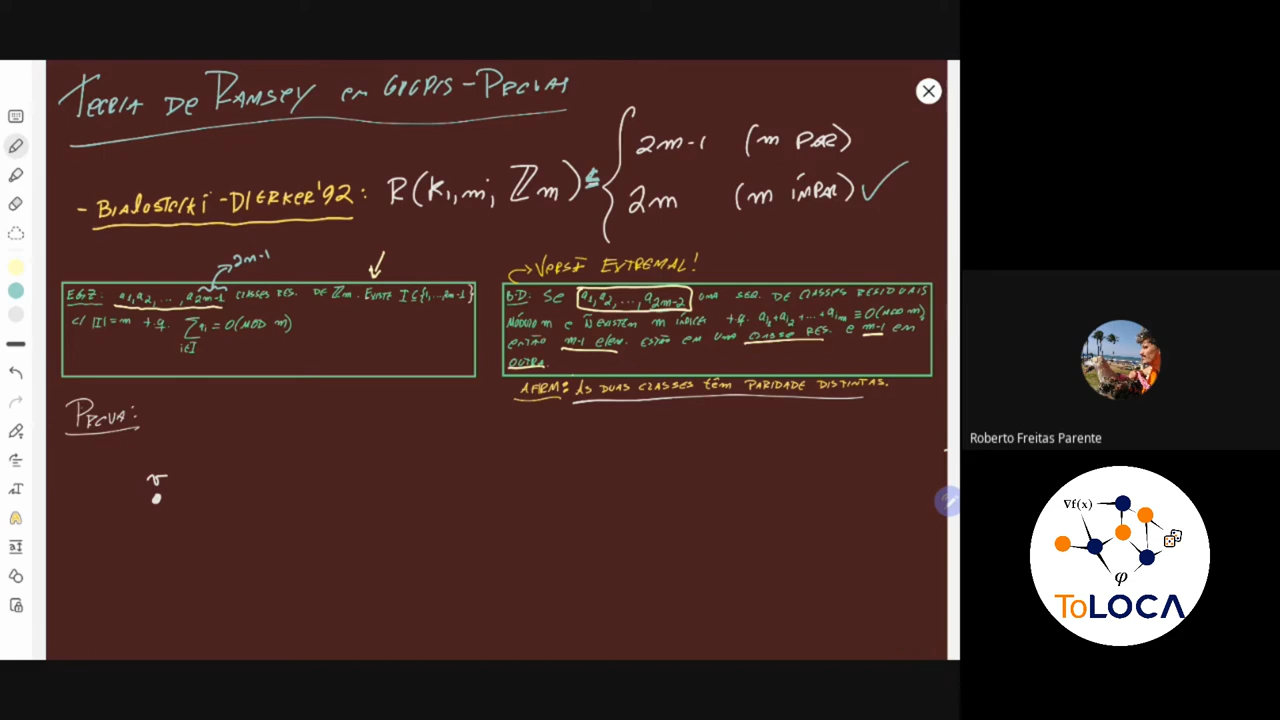 TEORIA DE RAMSEY em GRUPOS - PROVAS
- BIALOSTOCKI - DIERKER'92: R(K1,m; ℤm) ≤ { 2m-1 (m PAR)
2m (m ÍMPAR) ✓
2m-1
EGZ: a1, a2, ..., a2m-1 CLASSES RES. DE ℤm. EXISTE I ⊆ {1,...,2m-1}
c/ |I| = m t.q. Σ ai = 0 (MOD m)
i∈I
VERSÃO EXTREMAL!
B-D: SE a1, a2, ..., a2m-2 UMA SEQ. DE CLASSES RESIDUAIS
MÓDULO m E Ñ EXISTEM m ÍNDICES t.q. ai1 + ai2 + ... + aim ≡ 0 (MOD m)
ENTÃO m-1 ELEM. ESTÃO EM UMA CLASSE RES. E m-1 EM
OUTRA.
AFIRM: AS DUAS CLASSES TÊM PARIDADE DISTINTAS.
PROVA:
v
Roberto Freitas Parente
∇f(x)
φ
ToLOCA